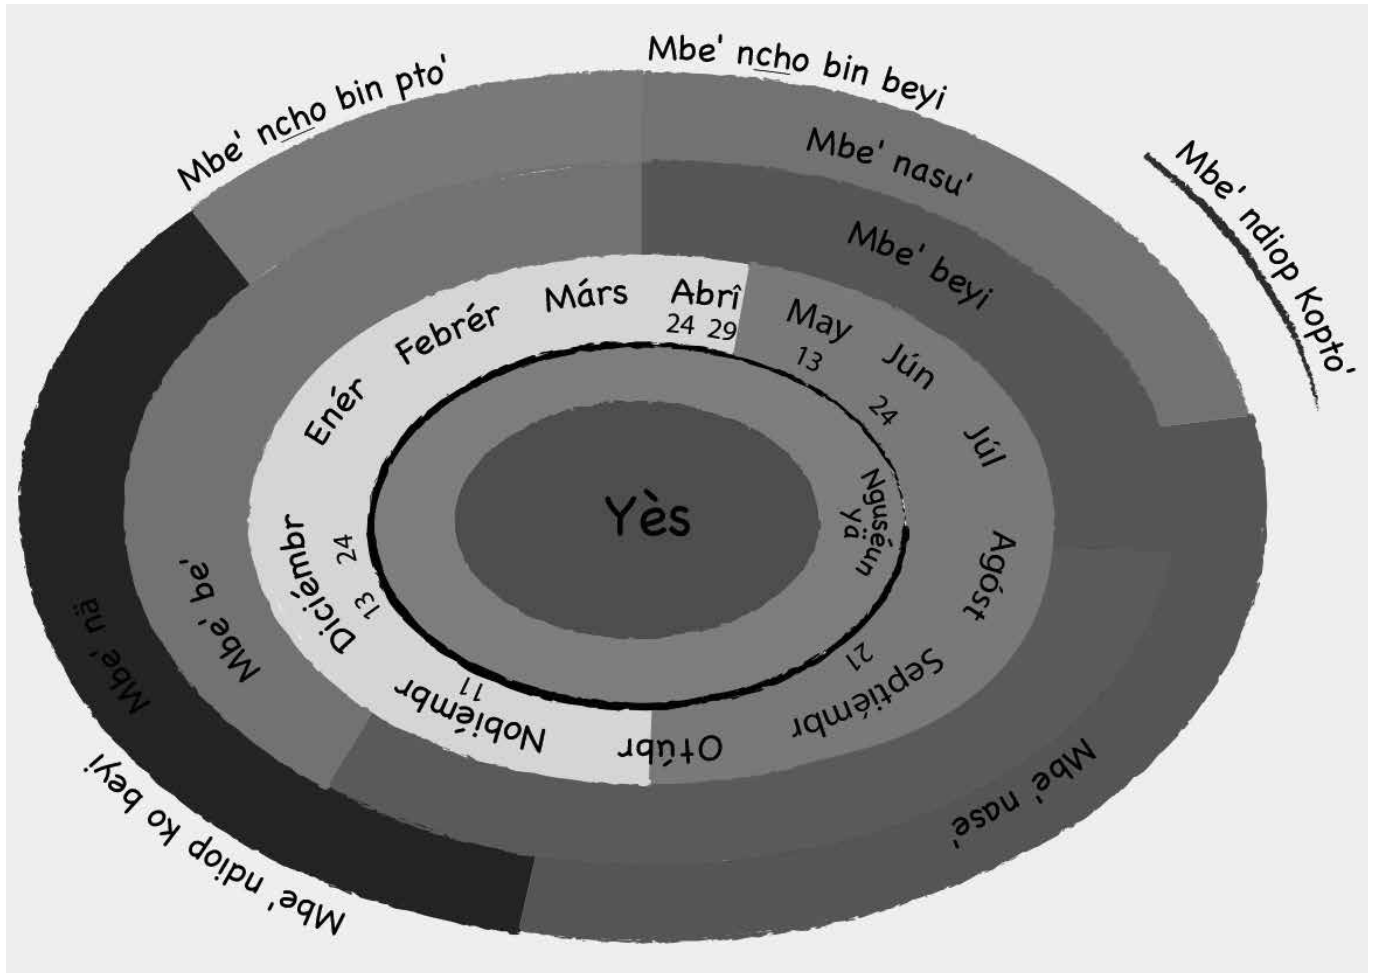 Mbe' ncho bin pto'
Mbe' ncho bin beyi
Mbe' ndiop Kopto'
Mbe' nasu'
Mbe' beyi
Mbe' nase'
Mbe' ndiop ko beyi
Mbe' nä
Mbe' be'
Enér
Febrér
Márs
Abrî
24 29
May
13
Jún
24
Júl
Agóst
Septiémbr
21
Otúbr
Nobiémbr
11
Diciémbr
13
24
Nguséun
yä
Yès